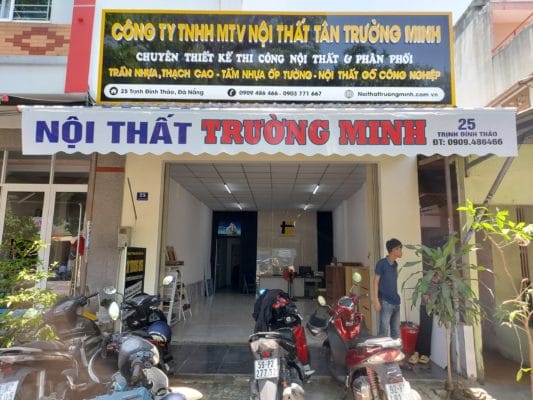 CÔNG TY TNHH MTV NỘI THẤT TÂN TRƯỜNG MINH
CHUYÊN THIẾT KẾ THI CÔNG NỘI THẤT & PHÂN PHỐI
TRẦN NHỰA,THẠCH CAO - TẤM NHỰA ỐP TƯỜNG - NỘI THẤT GỖ CÔNG NGHIỆP
25 Trịnh Đình Thảo, Đà Nẵng
0909 486 466 - 0903 771 667
Noithattruongminh.com.vn
NỘI THẤT TRƯỜNG MINH
25
TRỊNH ĐÌNH THẢO
ĐT: 0909.486466
25